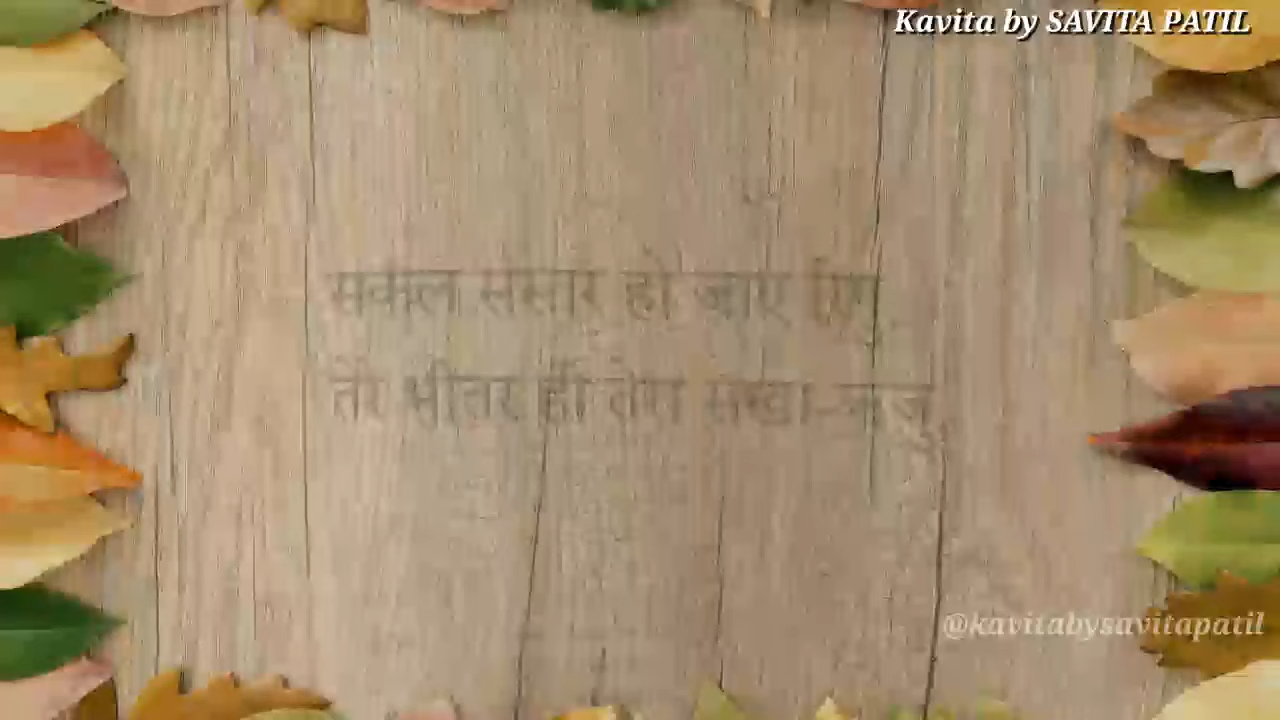 Kavita by SAVITA PATIL
सकल संसार हो जाए रिपु
तेरे भीतर ही तेरा सखा
@kavitabysavitapatil